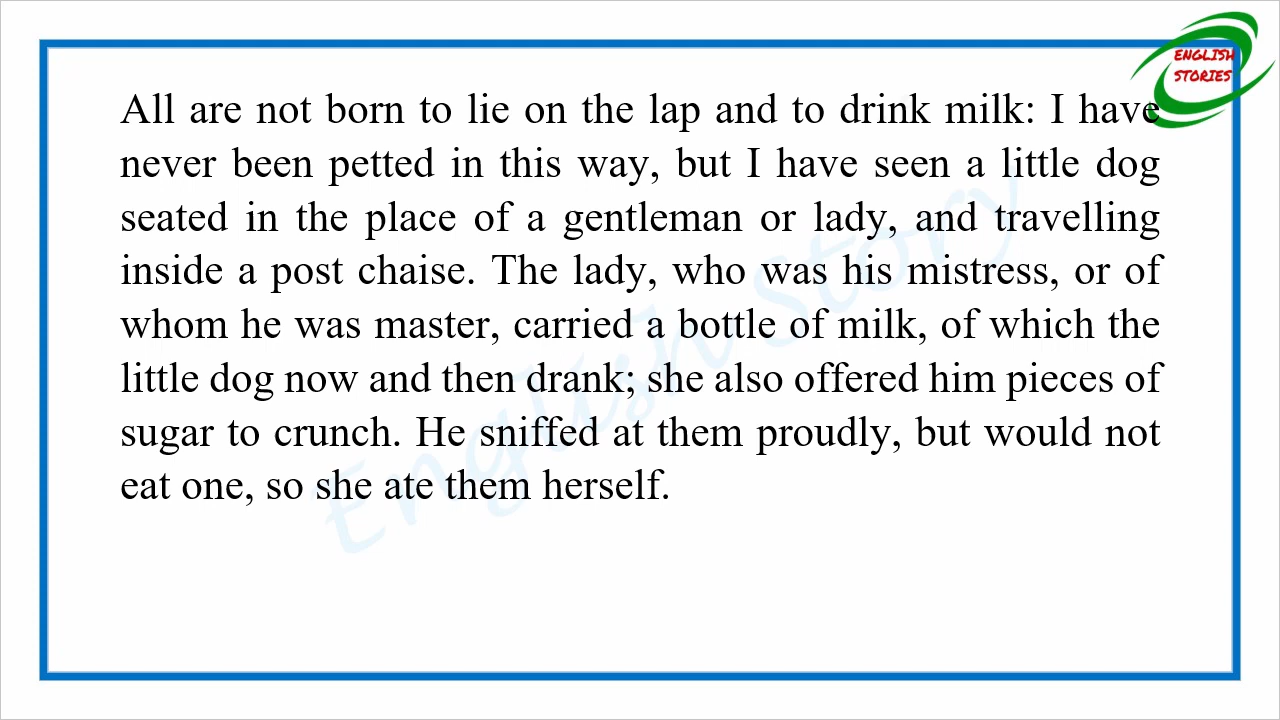 ENGLISH
STORIES
All are not born to lie on the lap and to drink milk: I have
never been petted in this way, but I have seen a little dog
seated in the place of a gentleman or lady, and travelling
inside a post chaise. The lady, who was his mistress, or of
whom he was master, carried a bottle of milk, of which the
little dog now and then drank; she also offered him pieces of
sugar to crunch. He sniffed at them proudly, but would not
eat one, so she ate them herself.
English Story